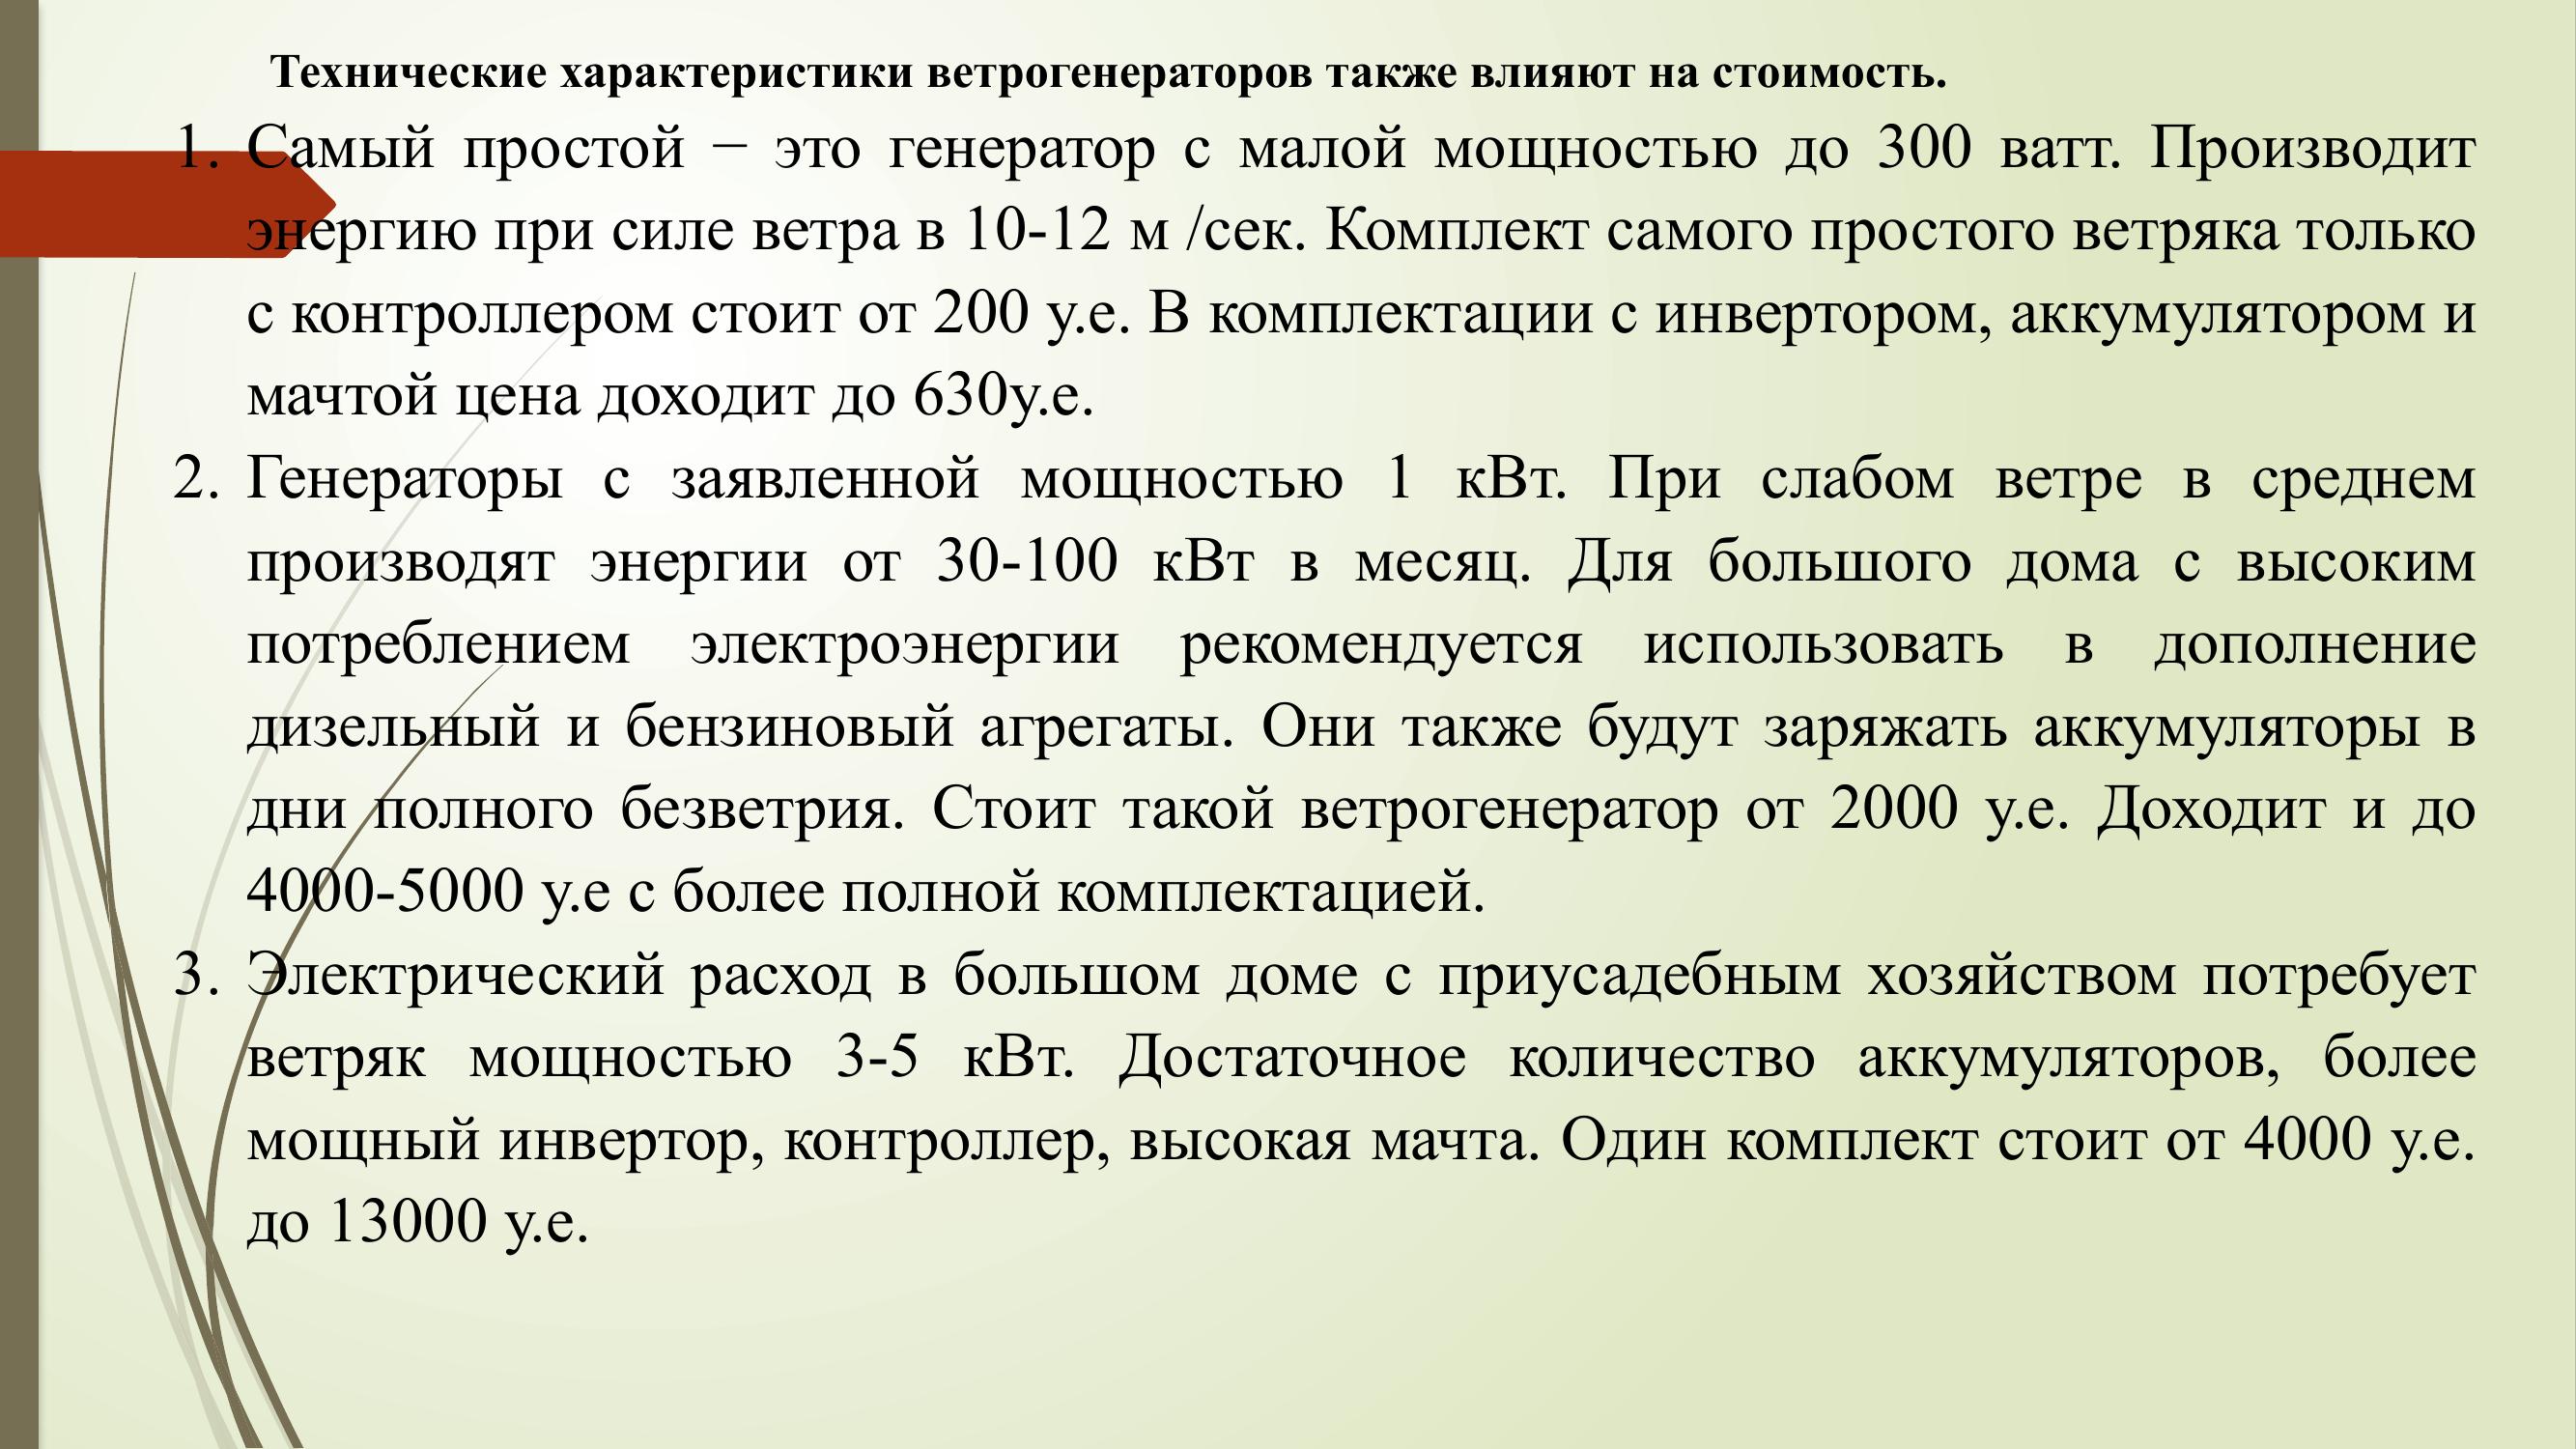 Технические характеристики ветрогенераторов также влияют на стоимость.
1. Самый простой – это генератор с малой мощностью до 300 ватт. Производит
энергию при силе ветра в 10-12 м /сек. Комплект самого простого ветряка только
с контроллером стоит от 200 у.е. В комплектации с инвертором, аккумулятором и
мачтой цена доходит до 630у.е.
2. Генераторы с заявленной мощностью 1 кВт. При слабом ветре в среднем
производят энергии от 30-100 кВт в месяц. Для большого дома с высоким
потреблением электроэнергии рекомендуется использовать в дополнение
дизельный и бензиновый агрегаты. Они также будут заряжать аккумуляторы в
дни полного безветрия. Стоит такой ветрогенератор от 2000 у.е. Доходит и до
4000-5000 у.е с более полной комплектацией.
3. Электрический расход в большом доме с приусадебным хозяйством потребует
ветряк мощностью 3-5 кВт. Достаточное количество аккумуляторов, более
мощный инвертор, контроллер, высокая мачта. Один комплект стоит от 4000 у.е.
до 13000 у.е.